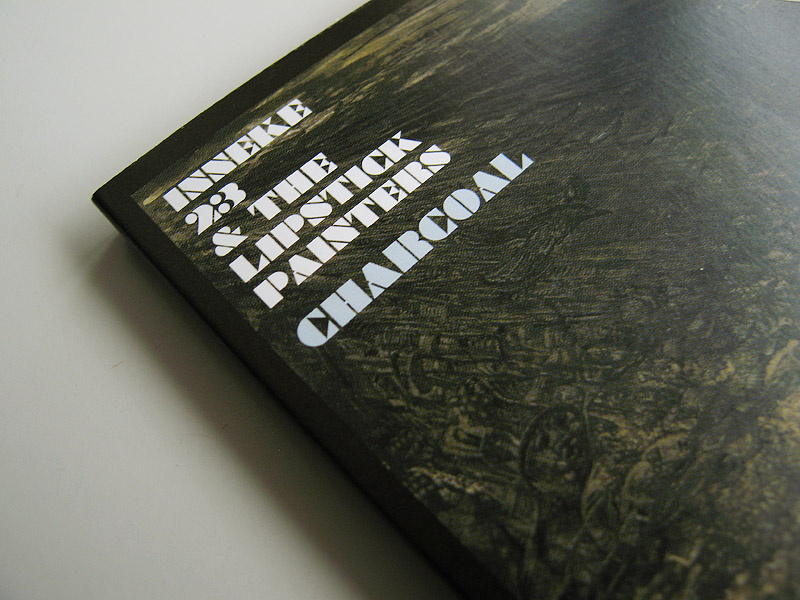 INNEKE
23
& THE
LIPSTICK
PAINTERS
CHARCOAL